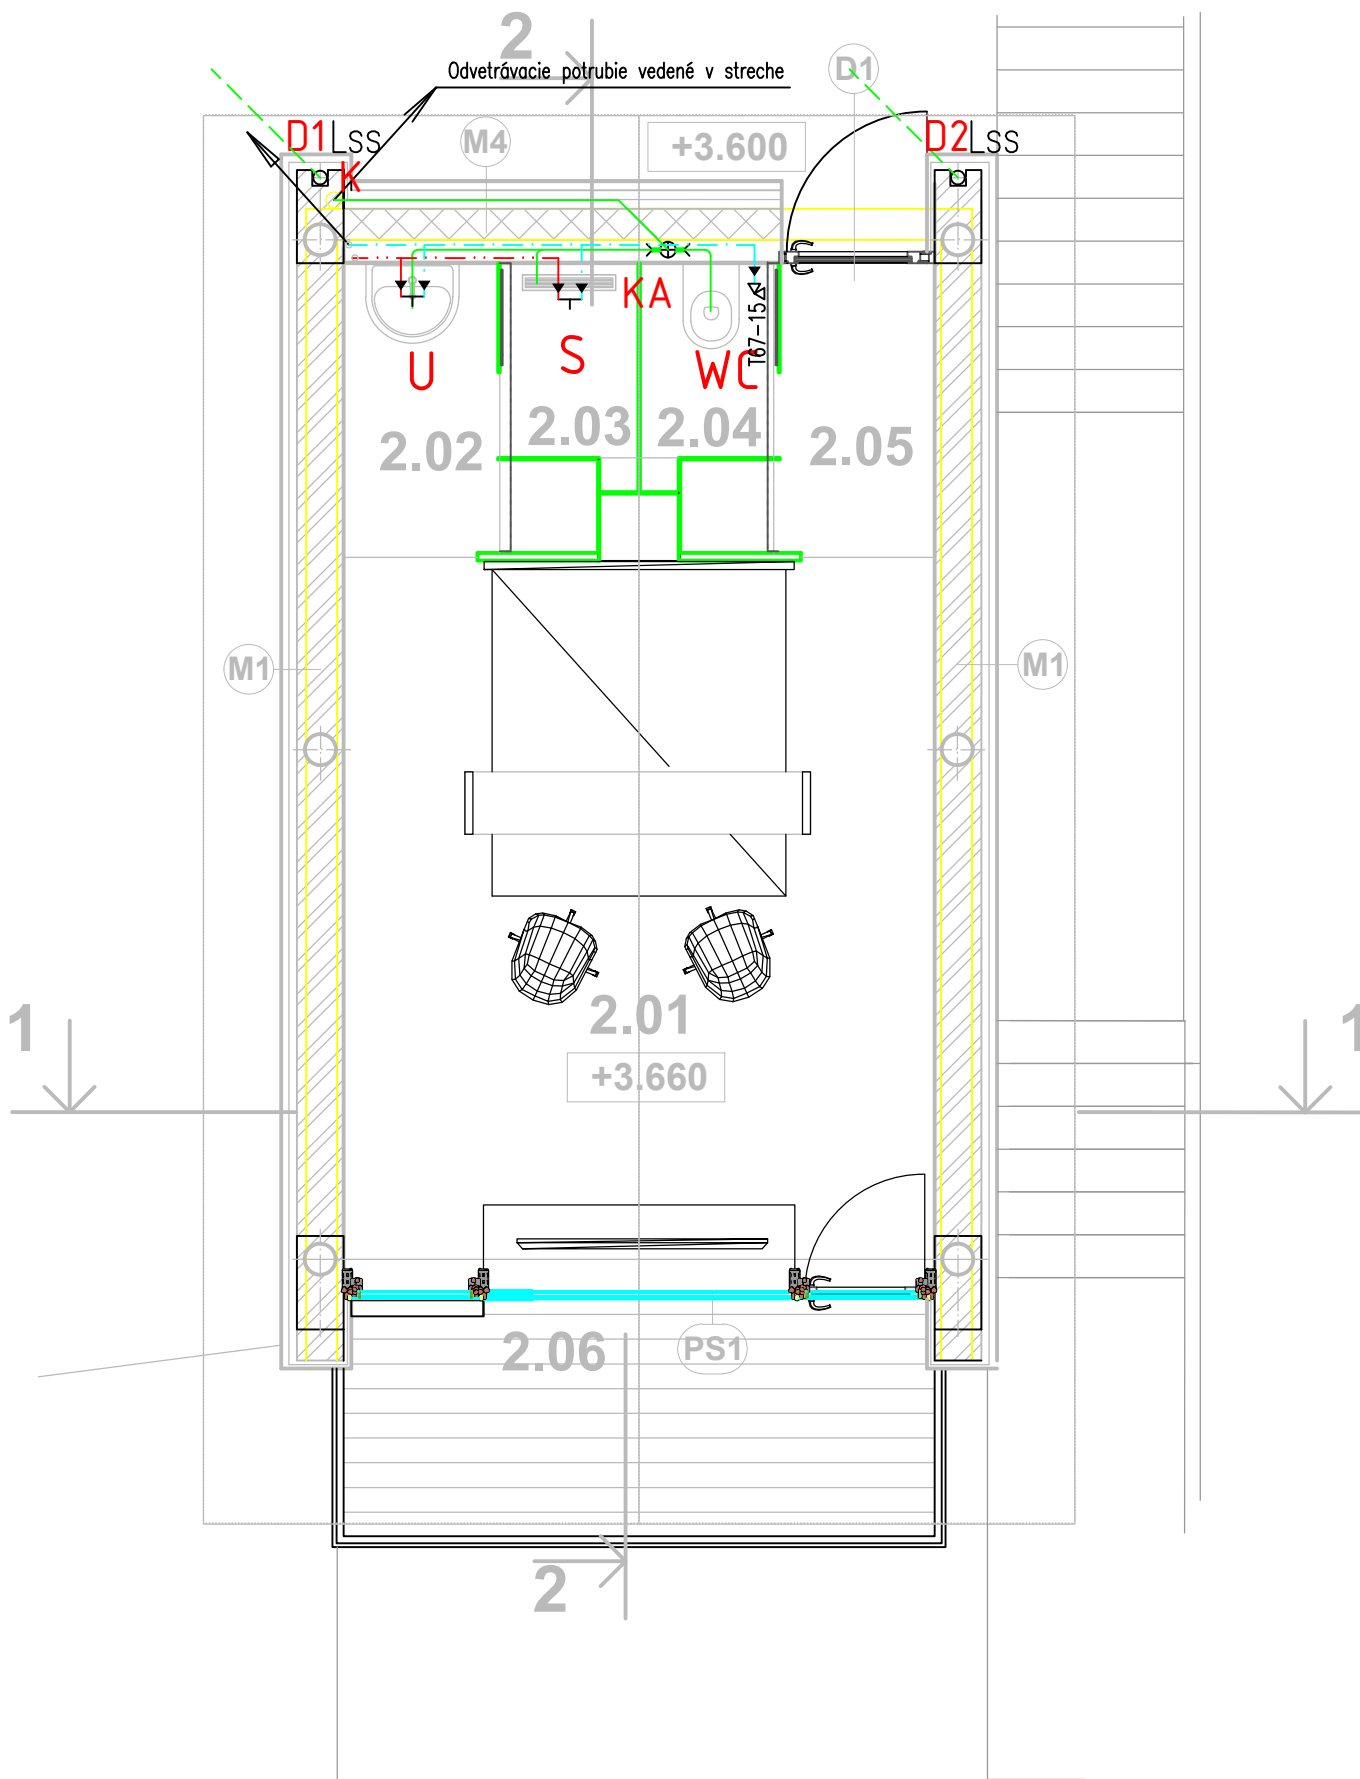 2
Odvetrávacie potrubie vedené v streche
D1
D1LSS
M4
+3.600
D2LSS
K
KA
T67-15
U
S
WC
2.02
2.03
2.04
2.05
M1
M1
2.01
1
1
+3.660
2.06
PS1
2